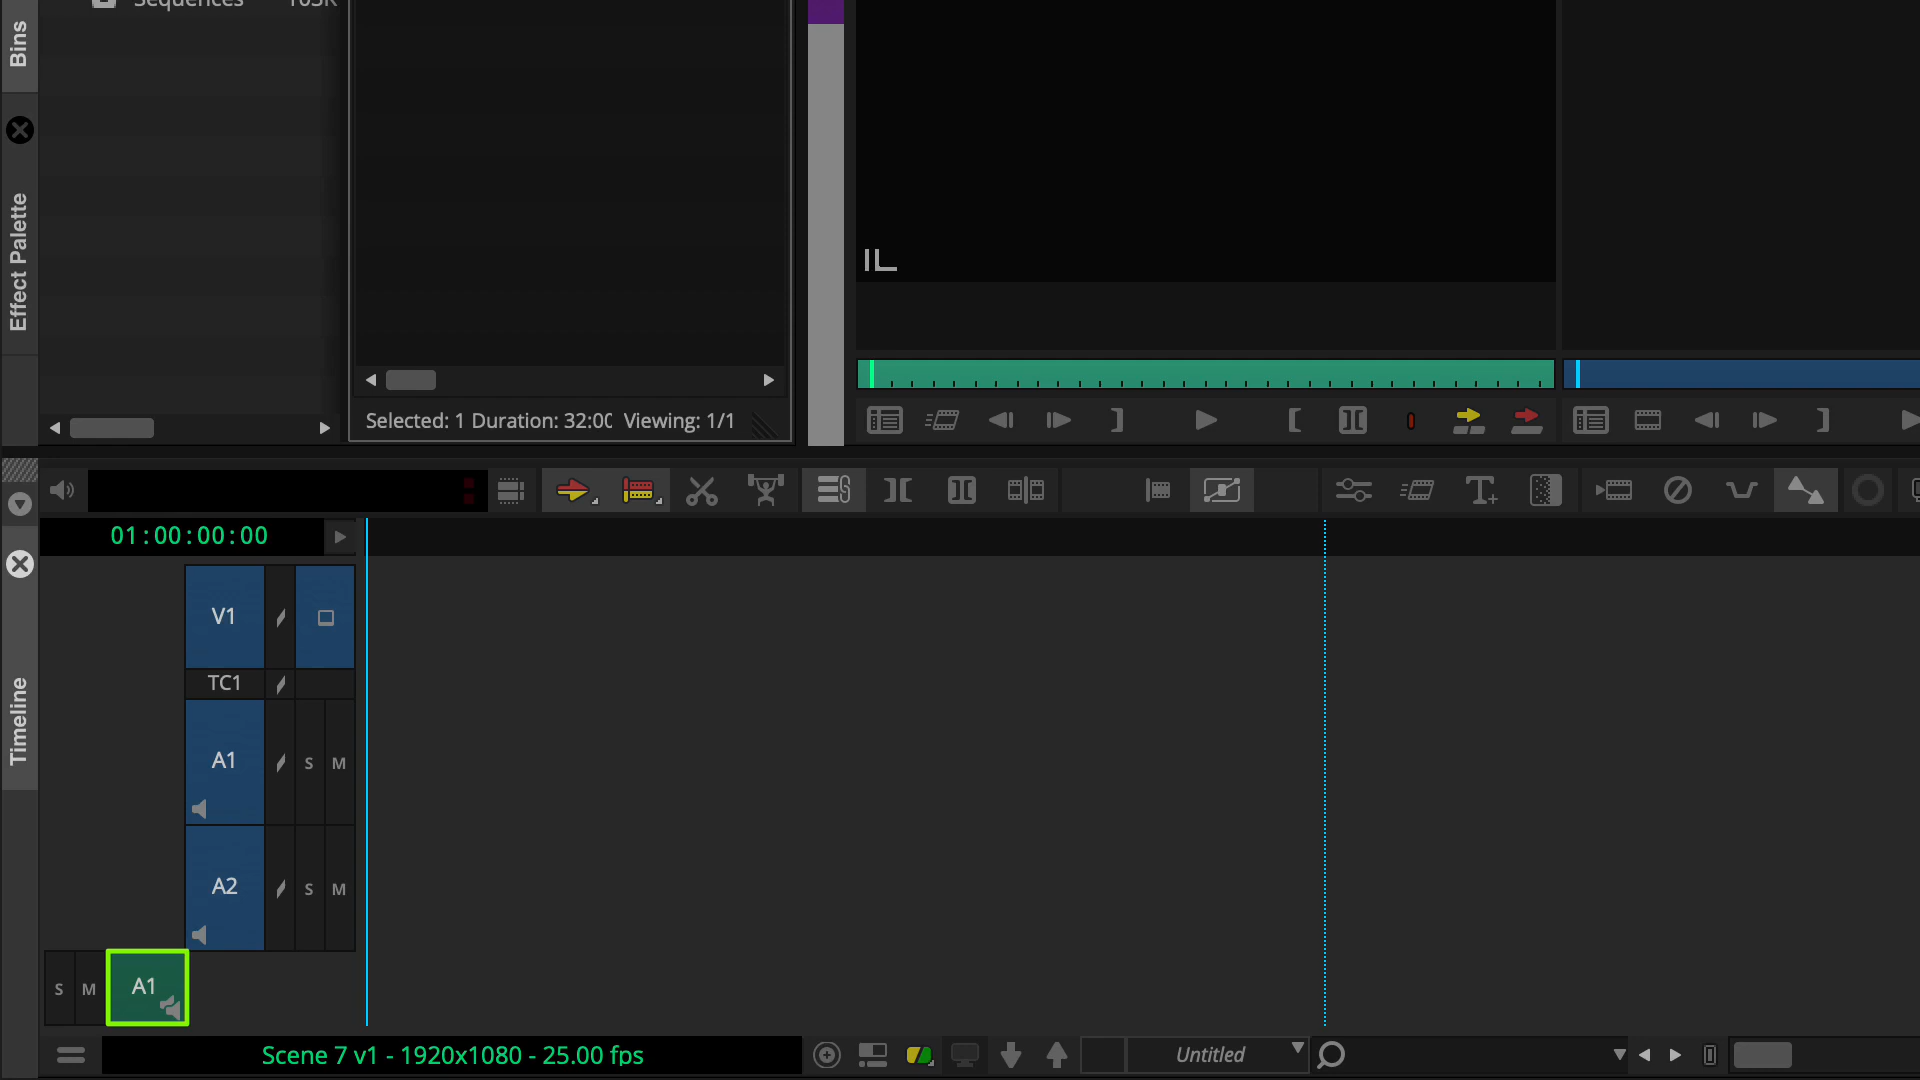 Bins
Sequences
Effect Palette
Selected: 1 Duration: 32:00 Viewing: 1/1
01:00:00:00
V1
TC1
A1
S M
A2
S M
Timeline
S M A1
Scene 7 v1 - 1920x1080 - 25.00 fps
Untitled